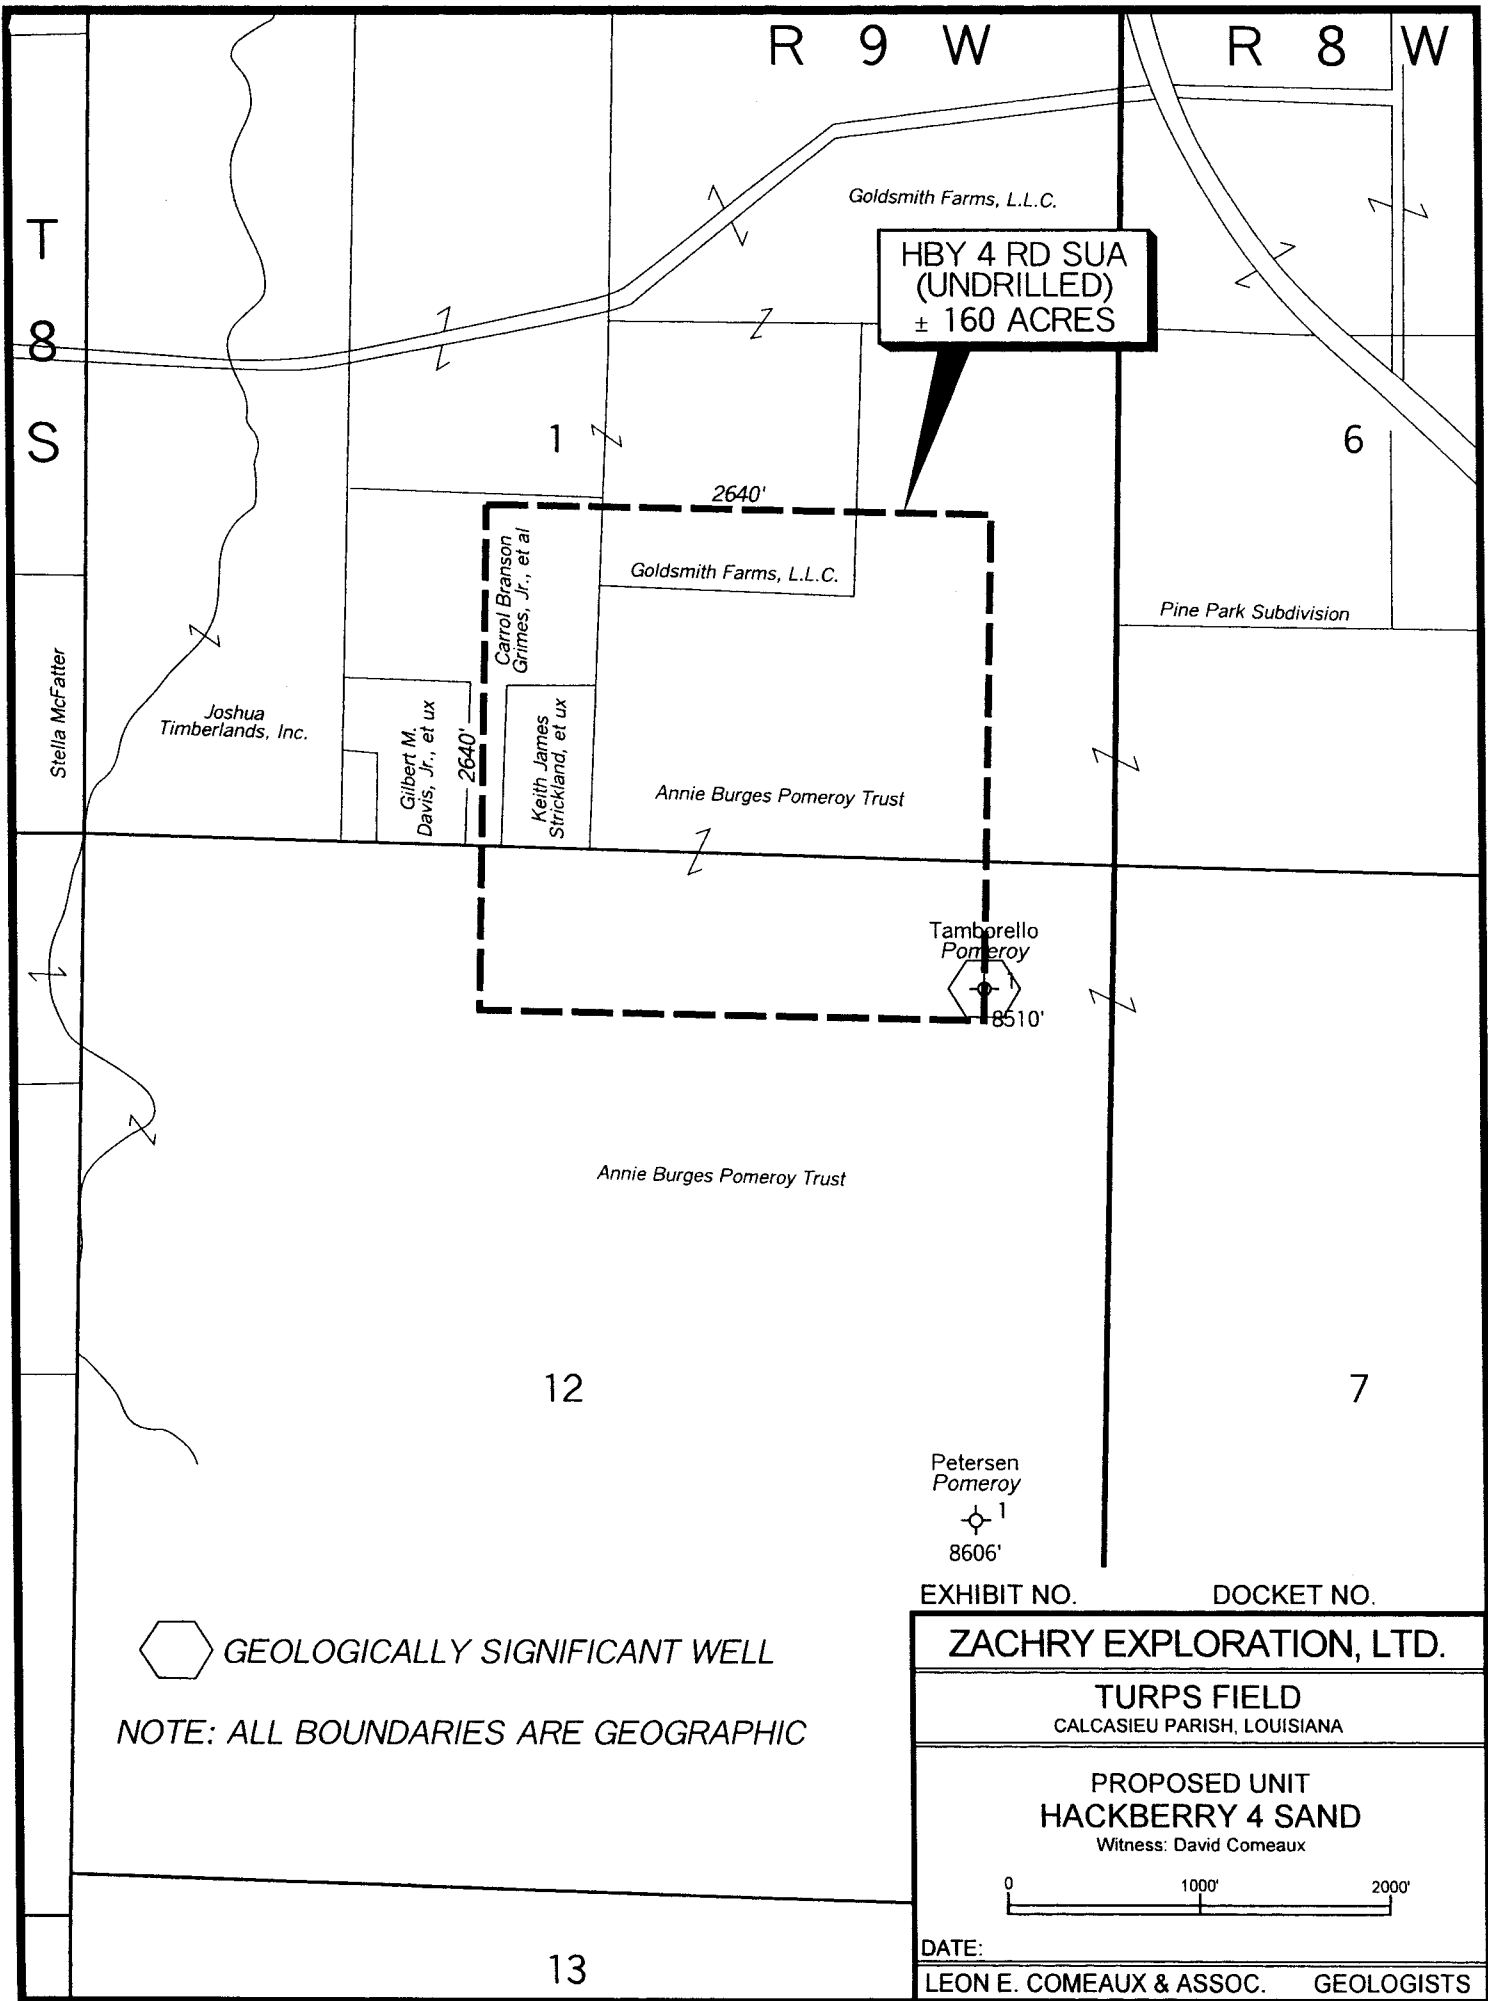 R 9 W
R 8 W
T
8
S
Goldsmith Farms, L.L.C.
HBY 4 RD SUA
(UNDRILLED)
± 160 ACRES
1
6
2640'
Carrol Branson
Grimes, Jr., et al
Goldsmith Farms, L.L.C.
Pine Park Subdivision
Stella McFatter
Joshua
Timberlands, Inc.
Gilbert M.
Davis, Jr., et ux
2640'
Keith James
Strickland, et ux
Annie Burges Pomeroy Trust
Tamborello
Pomeroy
1
8510'
Annie Burges Pomeroy Trust
12
7
Petersen
Pomeroy
1
8606'
EXHIBIT NO. DOCKET NO.
GEOLOGICALLY SIGNIFICANT WELL
NOTE: ALL BOUNDARIES ARE GEOGRAPHIC
ZACHRY EXPLORATION, LTD.
TURPS FIELD
CALCASIEU PARISH, LOUISIANA
PROPOSED UNIT
HACKBERRY 4 SAND
Witness: David Comeaux
0 1000' 2000'
DATE:
LEON E. COMEAUX & ASSOC. GEOLOGISTS
13